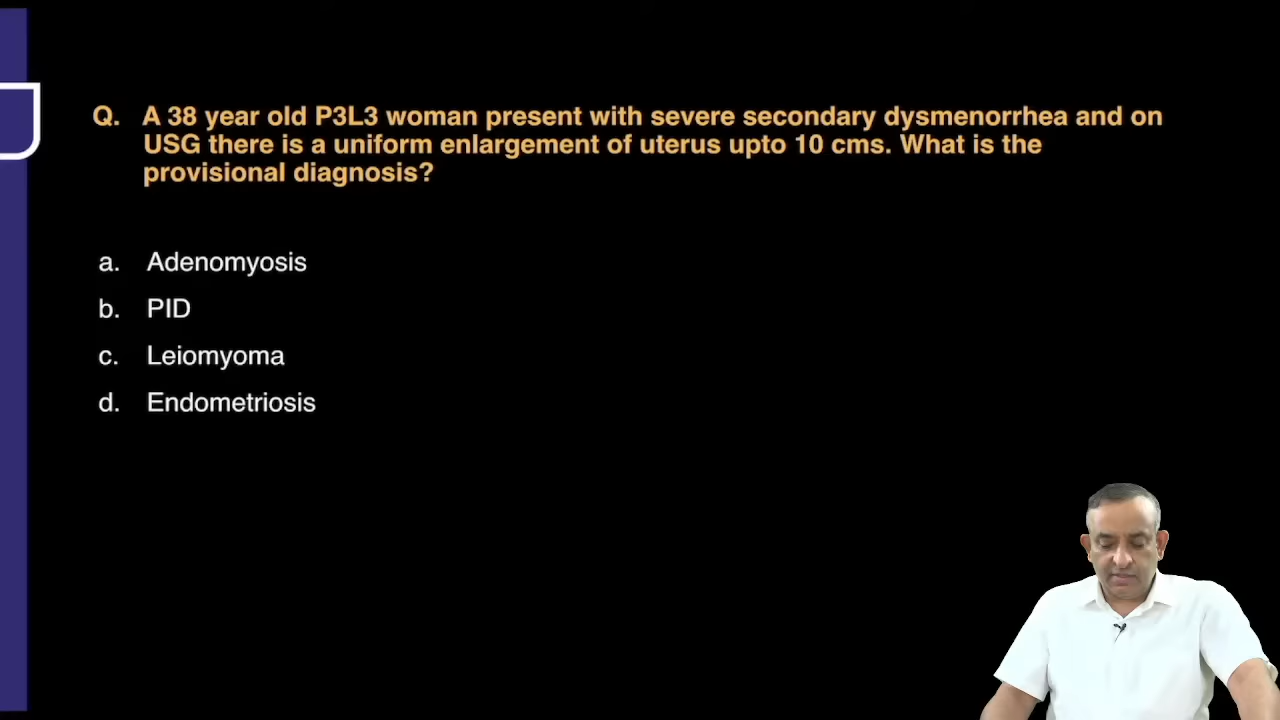 Q. A 38 year old P3L3 woman present with severe secondary dysmenorrhea and on
USG there is a uniform enlargement of uterus upto 10 cms. What is the
provisional diagnosis?
a. Adenomyosis
b. PID
c. Leiomyoma
d. Endometriosis